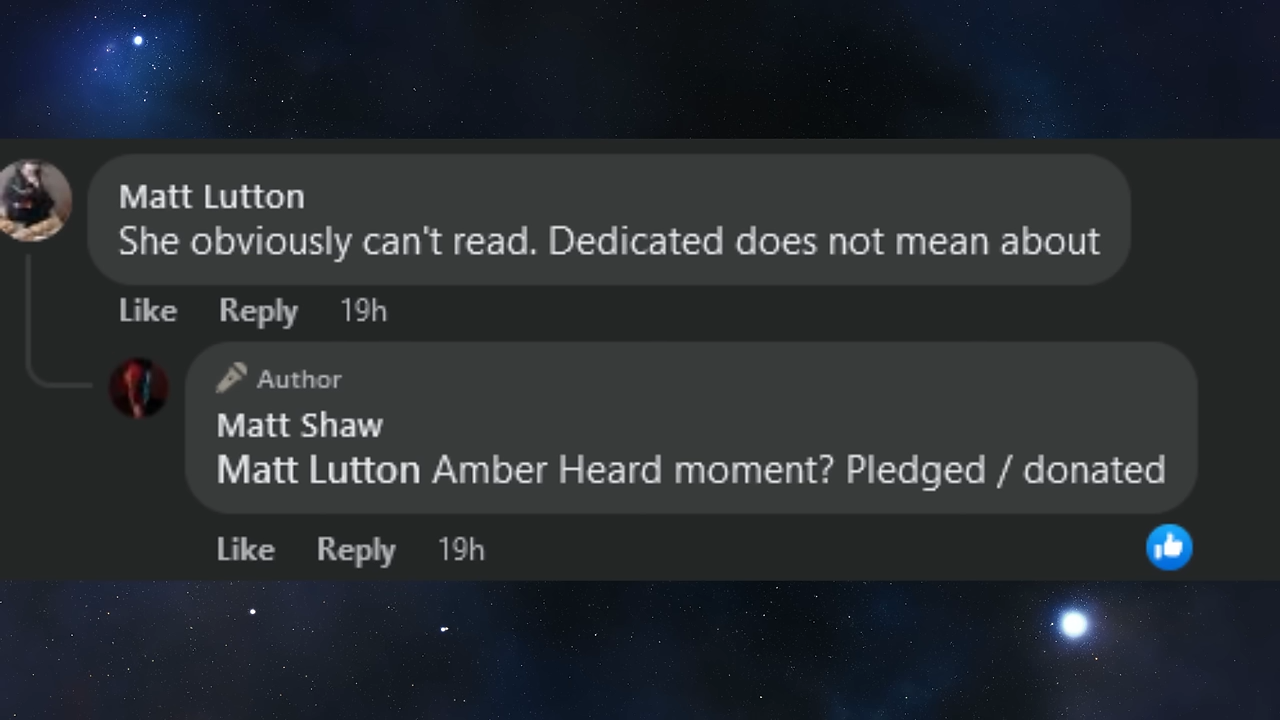 Matt Lutton
She obviously can't read. Dedicated does not mean about
Like Reply 19h
Author
Matt Shaw
Matt Lutton Amber Heard moment? Pledged / donated
Like Reply 19h